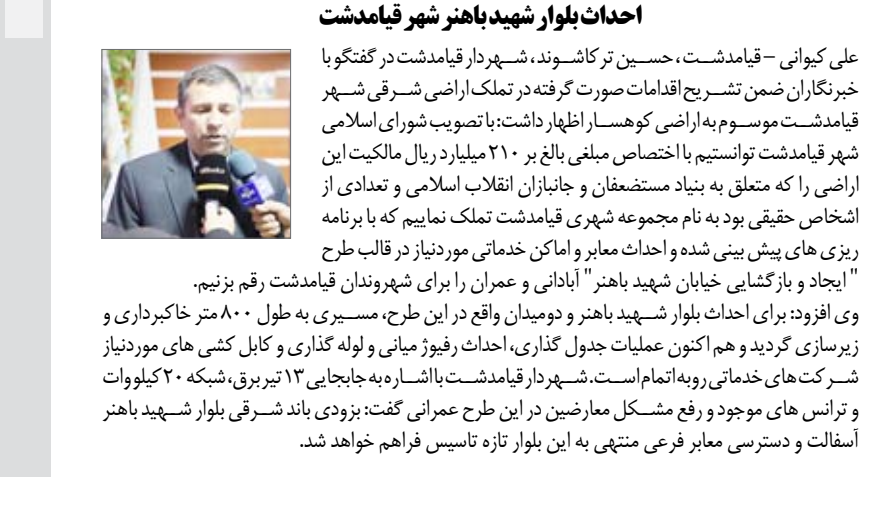 احداث بلوار شهید باهنر شهر قیامدشت
علی کیوانی – قیامدشت، حسین ترکاشوند، شهردار قیامدشت در گفتگو با
خبرنگاران ضمن تشریح اقدامات صورت گرفته در تملک اراضی شرقی شهر
قیامدشت موسوم به اراضی کوهسار اظهار داشت: با تصویب شورای اسلامی
شهر قیامدشت توانستیم با اختصاص مبلغی بالغ بر ۲۱۰ میلیارد ریال مالکیت این
اراضی را که متعلق به بنیاد مستضعفان و جانبازان انقلاب اسلامی و تعدادی از
اشخاص حقیقی بود به نام مجموعه شهری قیامدشت تملک نماییم که با برنامه
ریزی های پیش بینی شده و احداث معابر و اماکن خدماتی موردنیاز در قالب طرح
" ایجاد و بازگشایی خیابان شهید باهنر" آبادانی و عمران را برای شهروندان قیامدشت رقم بزنیم.
وی افزود: برای احداث بلوار شهید باهنر و دومیدان واقع در این طرح، مسیری به طول ۸۰۰ متر خاکبرداری و
زیرسازی گردید و هم اکنون عملیات جدول گذاری، احداث رفیوژ میانی و لوله گذاری و کابل کشی های موردنیاز
شرکت های خدماتی رو به اتمام است. شهردار قیامدشت با اشاره به جابجایی ۱۳ تیر برق، شبکه ۲۰ کیلووات
و ترانس های موجود و رفع مشکل معارضین در این طرح عمرانی گفت: بزودی باند شرقی بلوار شهید باهنر
آسفالت و دسترسی معابر فرعی منتهی به این بلوار تازه تاسیس فراهم خواهد شد.